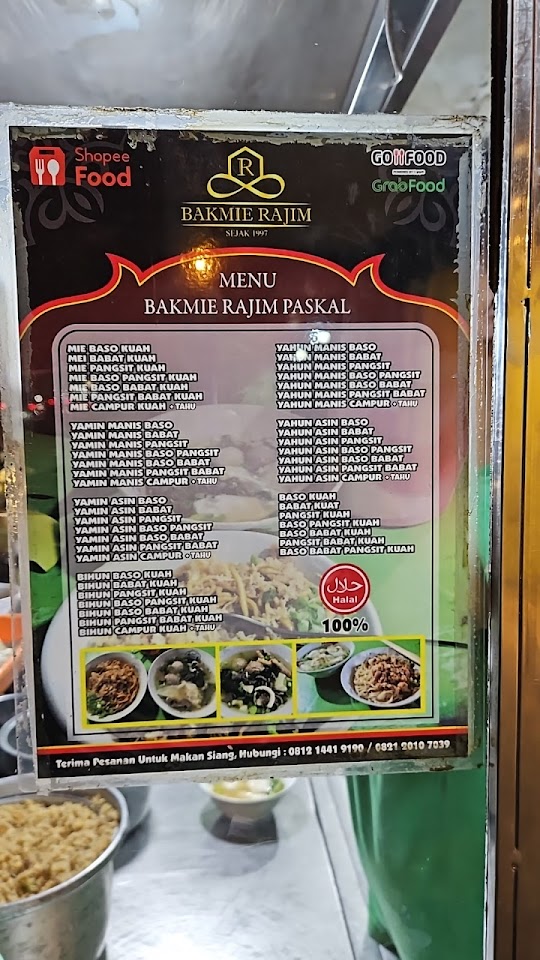 Shopee
Food
GOFOOD
GrabFood
R
BAKMIE RAJIM
SEJAK 1997
MENU
BAKMIE RAJIM PASKAL
MIE BASO KUAH
MEI BABAT KUAH
MIE PANGSIT KUAH
MIE BASO PANGSIT KUAH
MIE BASO BABAT KUAH
MIE PANGSIT BABAT KUAH
MIE CAMPUR KUAH + TAHU
YAMIN MANIS BASO
YAMIN MANIS BABAT
YAMIN MANIS PANGSIT
YAMIN MANIS BASO PANGSIT
YAMIN MANIS BASO BABAT
YAMIN MANIS PANGSIT BABAT
YAMIN MANIS CAMPUR + TAHU
YAMIN ASIN BASO
YAMIN ASIN BABAT
YAMIN ASIN PANGSIT
YAMIN ASIN BASO PANGSIT
YAMIN ASIN BASO BABAT
YAMIN ASIN PANGSIT BABAT
YAMIN ASIN CAMPUR + TAHU
BIHUN BASO KUAH
BIHUN BABAT KUAH
BIHUN PANGSIT KUAH
BIHUN BASO PANGSIT KUAH
BIHUN BASO BABAT KUAH
BIHUN PANGSIT BABAT KUAH
BIHUN CAMPUR KUAH + TAHU
YAHUN MANIS BASO
YAHUN MANIS BABAT
YAHUN MANIS PANGSIT
YAHUN MANIS BASO PANGSIT
YAHUN MANIS BASO BABAT
YAHUN MANIS PANGSIT BABAT
YAHUN MANIS CAMPUR + TAHU
YAHUN ASIN BASO
YAHUN ASIN BABAT
YAHUN ASIN PANGSIT
YAHUN ASIN BASO PANGSIT
YAHUN ASIN BASO BABAT
YAHUN ASIN PANGSIT BABAT
YAHUN ASIN CAMPUR + TAHU
BASO KUAH
BABAT KUAT
PANGSIT KUAH
BASO PANGSIT KUAH
BASO BABAT KUAH
PANGSIT BABAT KUAH
BASO BABAT PANGSIT KUAH
حلال
Halal
100%
Terima Pesanan Untuk Makan Siang, Hubungi : 0812 1441 9190 / 0821 2010 7039